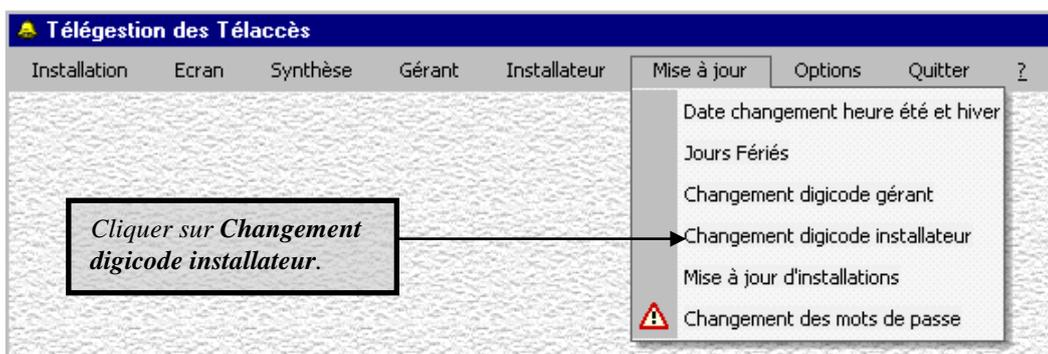 Télégestion des Télaccès
Installation Ecran Synthèse Gérant Installateur Mise à jour Options Quitter ?
Date changement heure été et hiver
Jours Fériés
Changement digicode gérant
Cliquer sur Changement
digicode installateur.
Changement digicode installateur
Mise à jour d'installations
Changement des mots de passe